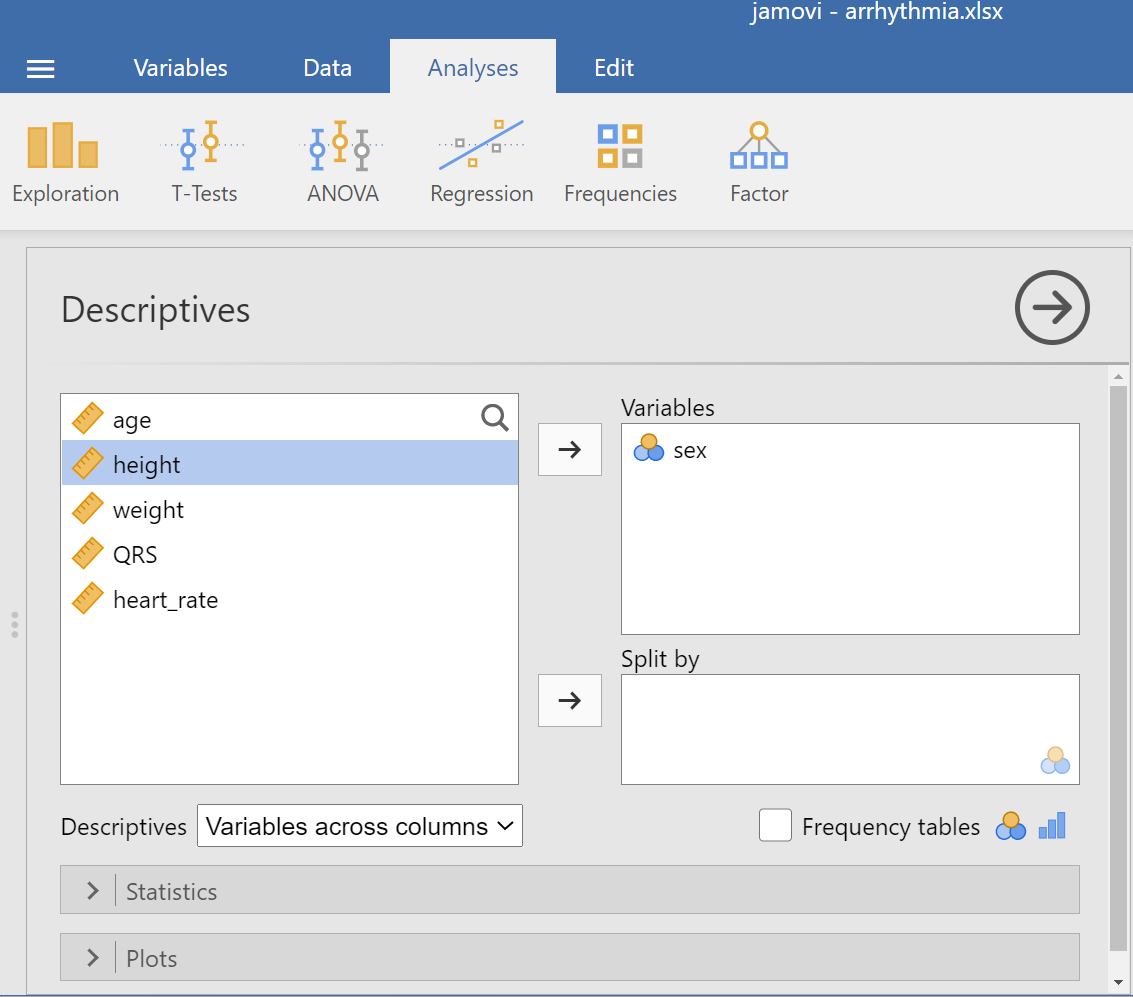 jamovi - arrhythmia.xlsx
Variables Data Analyses Edit
Exploration T-Tests ANOVA Regression Frequencies Factor
Descriptives
age
height
weight
QRS
heart_rate
Variables
sex
Split by
Descriptives Variables across columns Frequency tables
Statistics
Plots